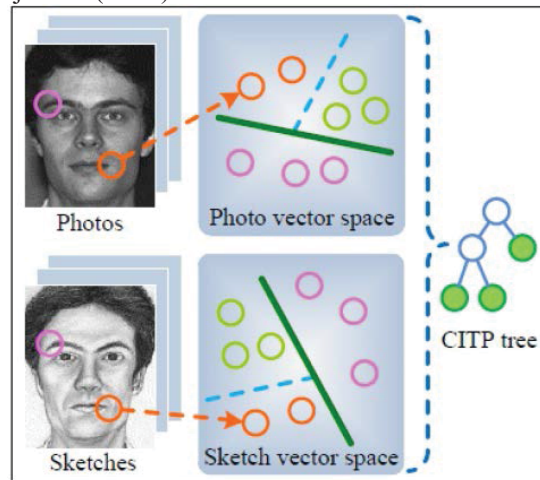 Photos
Photo vector space
Sketches
Sketch vector space
CITP tree